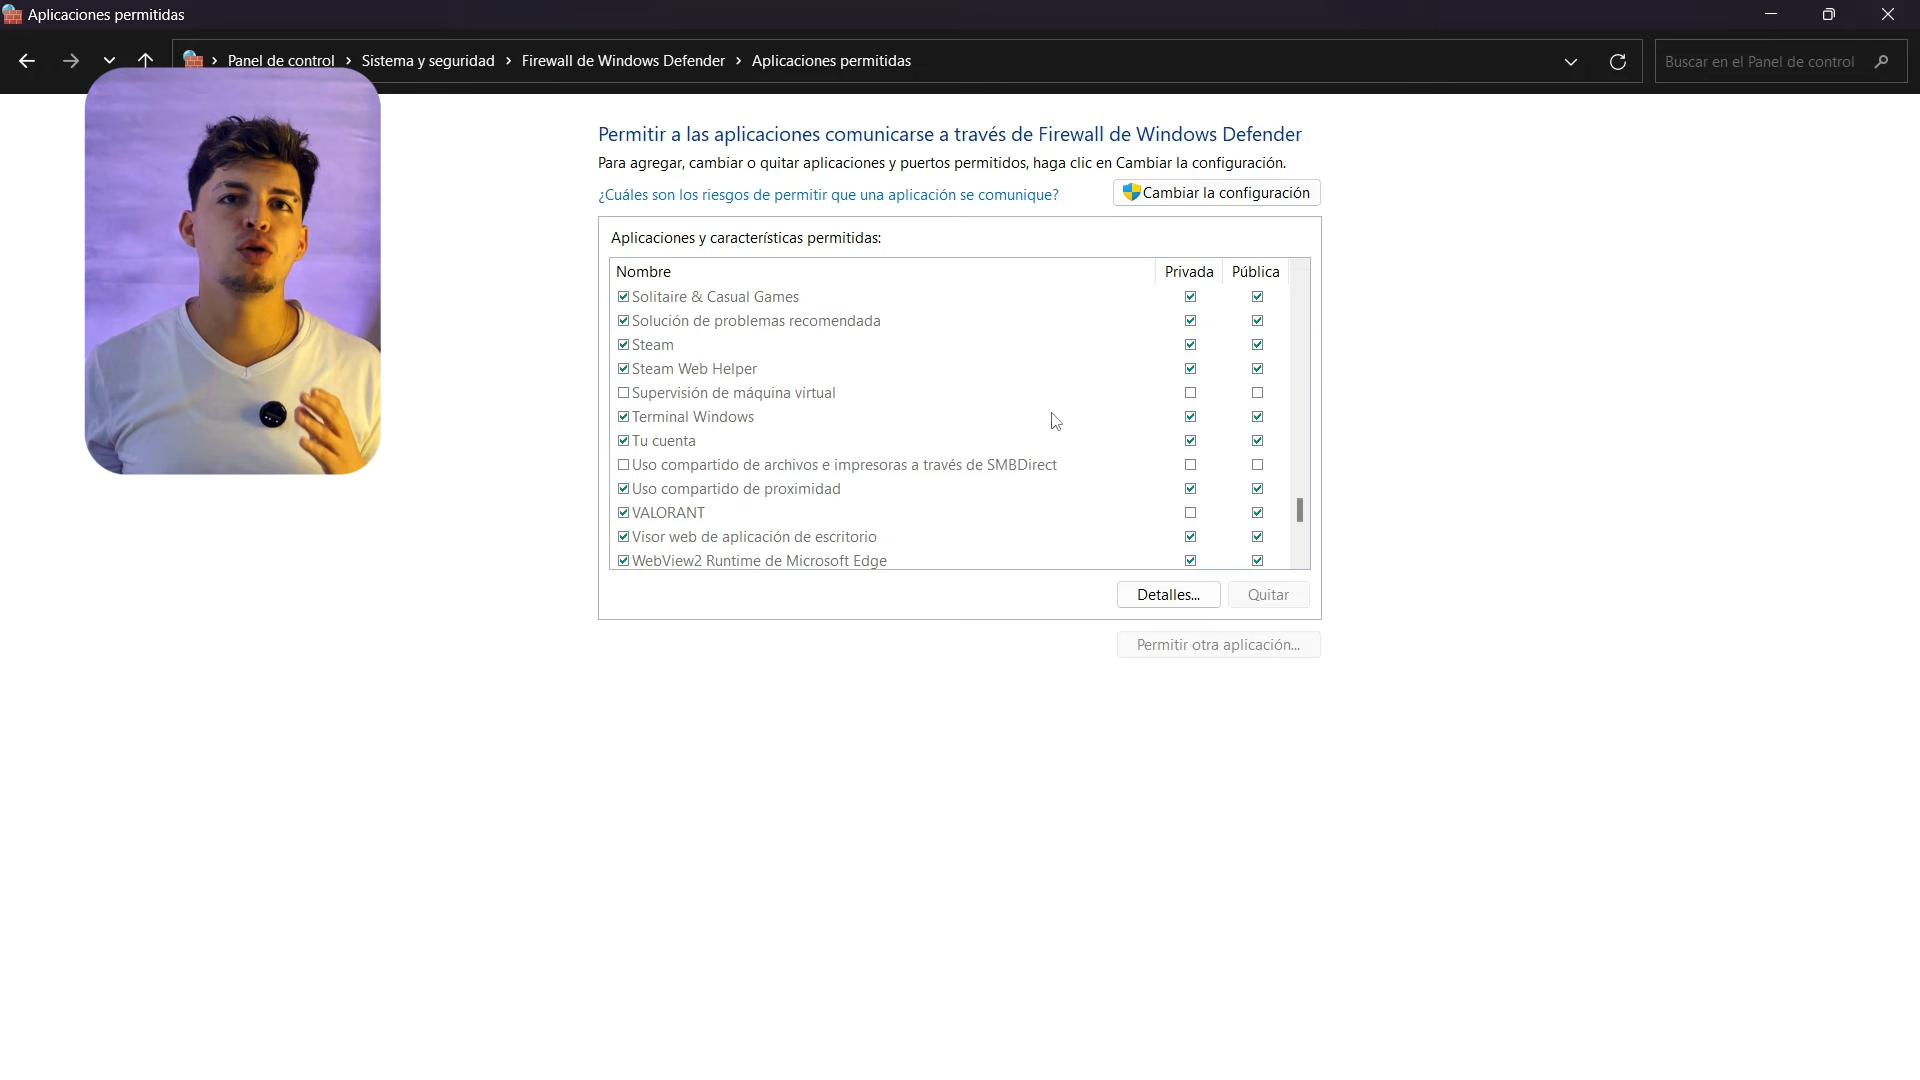 Aplicaciones permitidas
Panel de control › Sistema y seguridad › Firewall de Windows Defender › Aplicaciones permitidas
Buscar en el Panel de control
Permitir a las aplicaciones comunicarse a través de Firewall de Windows Defender
Para agregar, cambiar o quitar aplicaciones y puertos permitidos, haga clic en Cambiar la configuración.
¿Cuáles son los riesgos de permitir que una aplicación se comunique?
Cambiar la configuración
Aplicaciones y características permitidas:
Nombre Privada Pública
Solitaire & Casual Games
Solución de problemas recomendada
Steam
Steam Web Helper
Supervisión de máquina virtual
Terminal Windows
Tu cuenta
Uso compartido de archivos e impresoras a través de SMBDirect
Uso compartido de proximidad
VALORANT
Visor web de aplicación de escritorio
WebView2 Runtime de Microsoft Edge
Detalles... Quitar
Permitir otra aplicación...